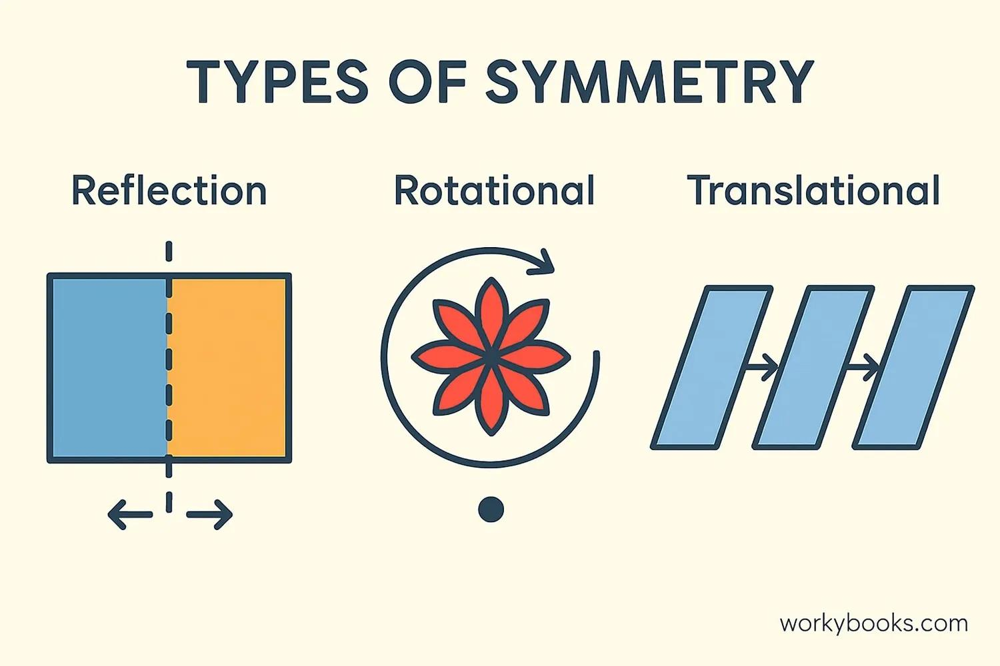 TYPES OF SYMMETRY
Reflection
Rotational
Translational
workybooks.com